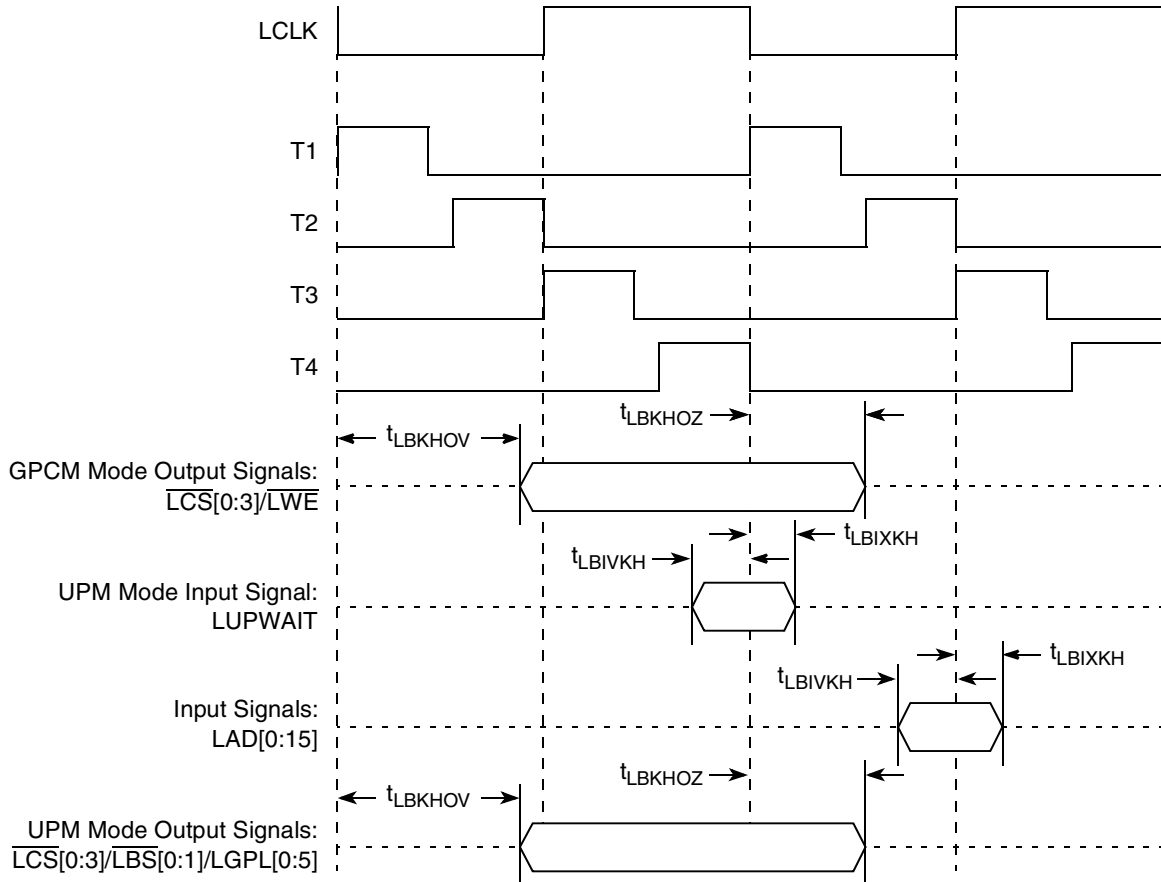 LCLK
T1
T2
T3
T4
tLBKHOZ
tLBKHOV
GPCM Mode Output Signals:
LCS[0:3]/LWE
tLBIXKH
tLBIVKH
UPM Mode Input Signal:
LUPWAIT
tLBIXKH
tLBIVKH
Input Signals:
LAD[0:15]
tLBKHOZ
tLBKHOV
UPM Mode Output Signals:
LCS[0:3]/LBS[0:1]/LGPL[0:5]